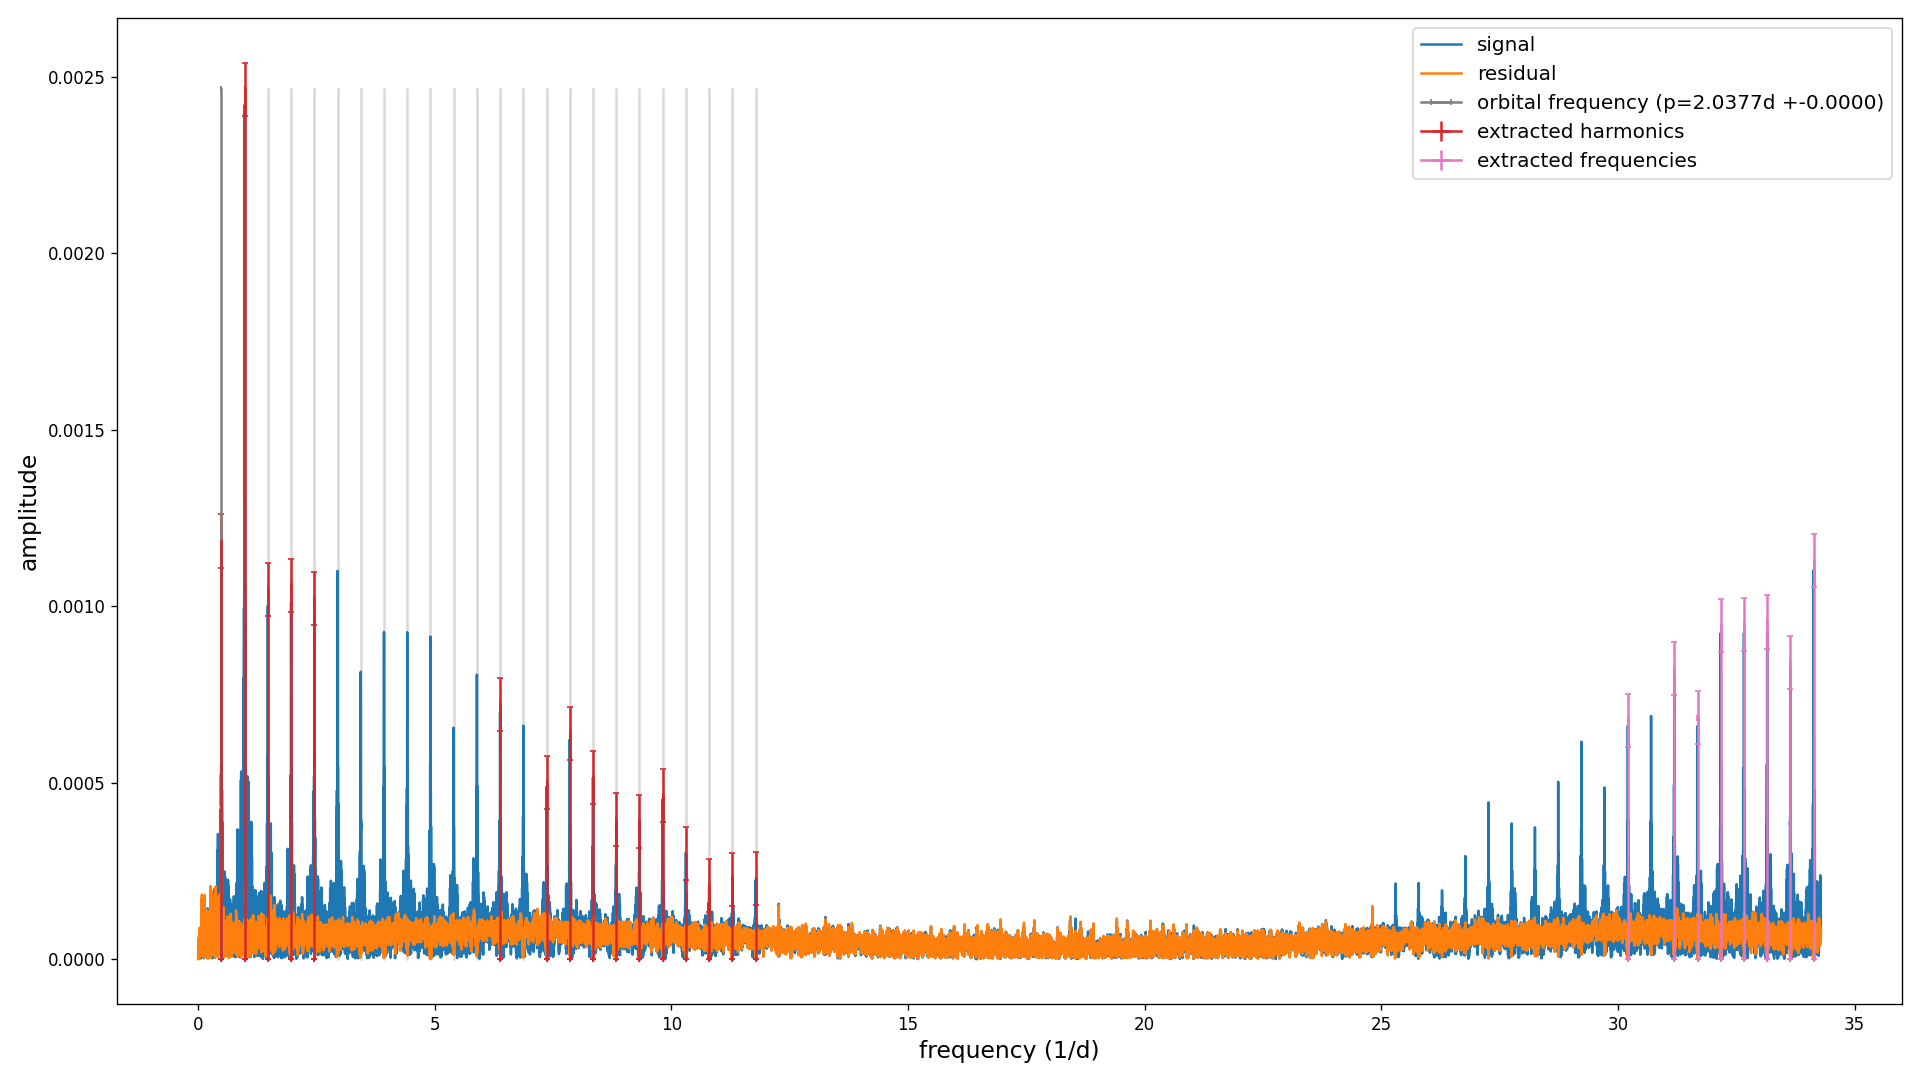 signal
residual
orbital frequency (p=2.0377d +-0.0000)
extracted harmonics
extracted frequencies
0.0025
0.0020
0.0015
0.0010
0.0005
0.0000
amplitude
0 5 10 15 20 25 30 35
frequency (1/d)